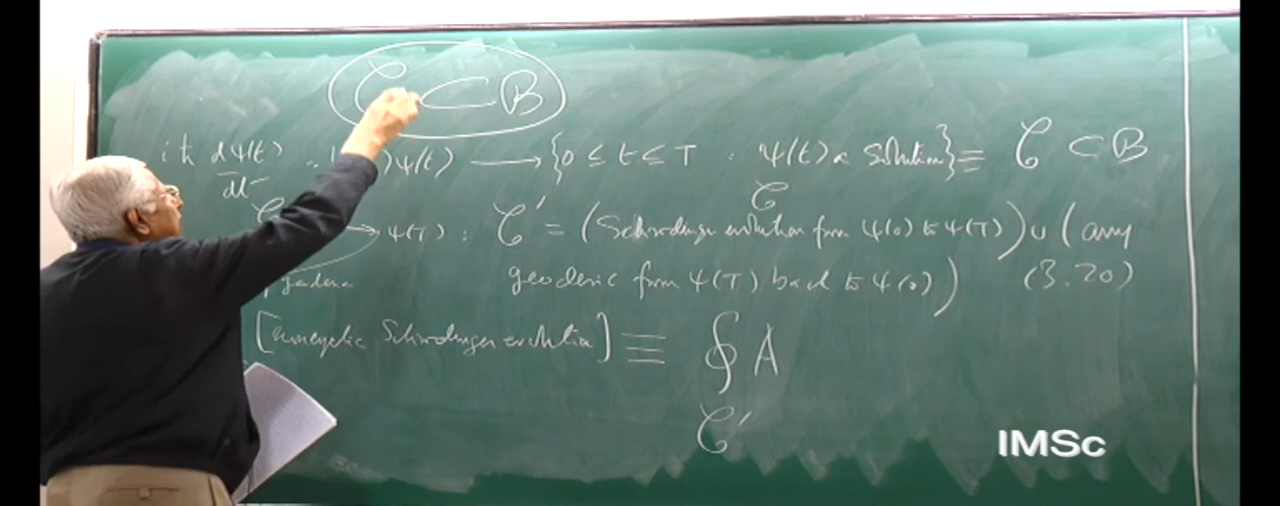 𝒞 ⊂ B
iħ dψ(t)/dt = )ψ(t) → {0 ≤ t ≤ T : ψ(t) a solution} ≡ 𝒞 ⊂ B
𝒞
ψ(T) : 𝒞' = (Schrodinger evolution from ψ(0) to ψ(T)) ∪ (any
geodesic from ψ(T) back to ψ(0)) (3.20)
[noncyclic Schrodinger evolution] ≡ ∮ A
𝒞'
IMSc